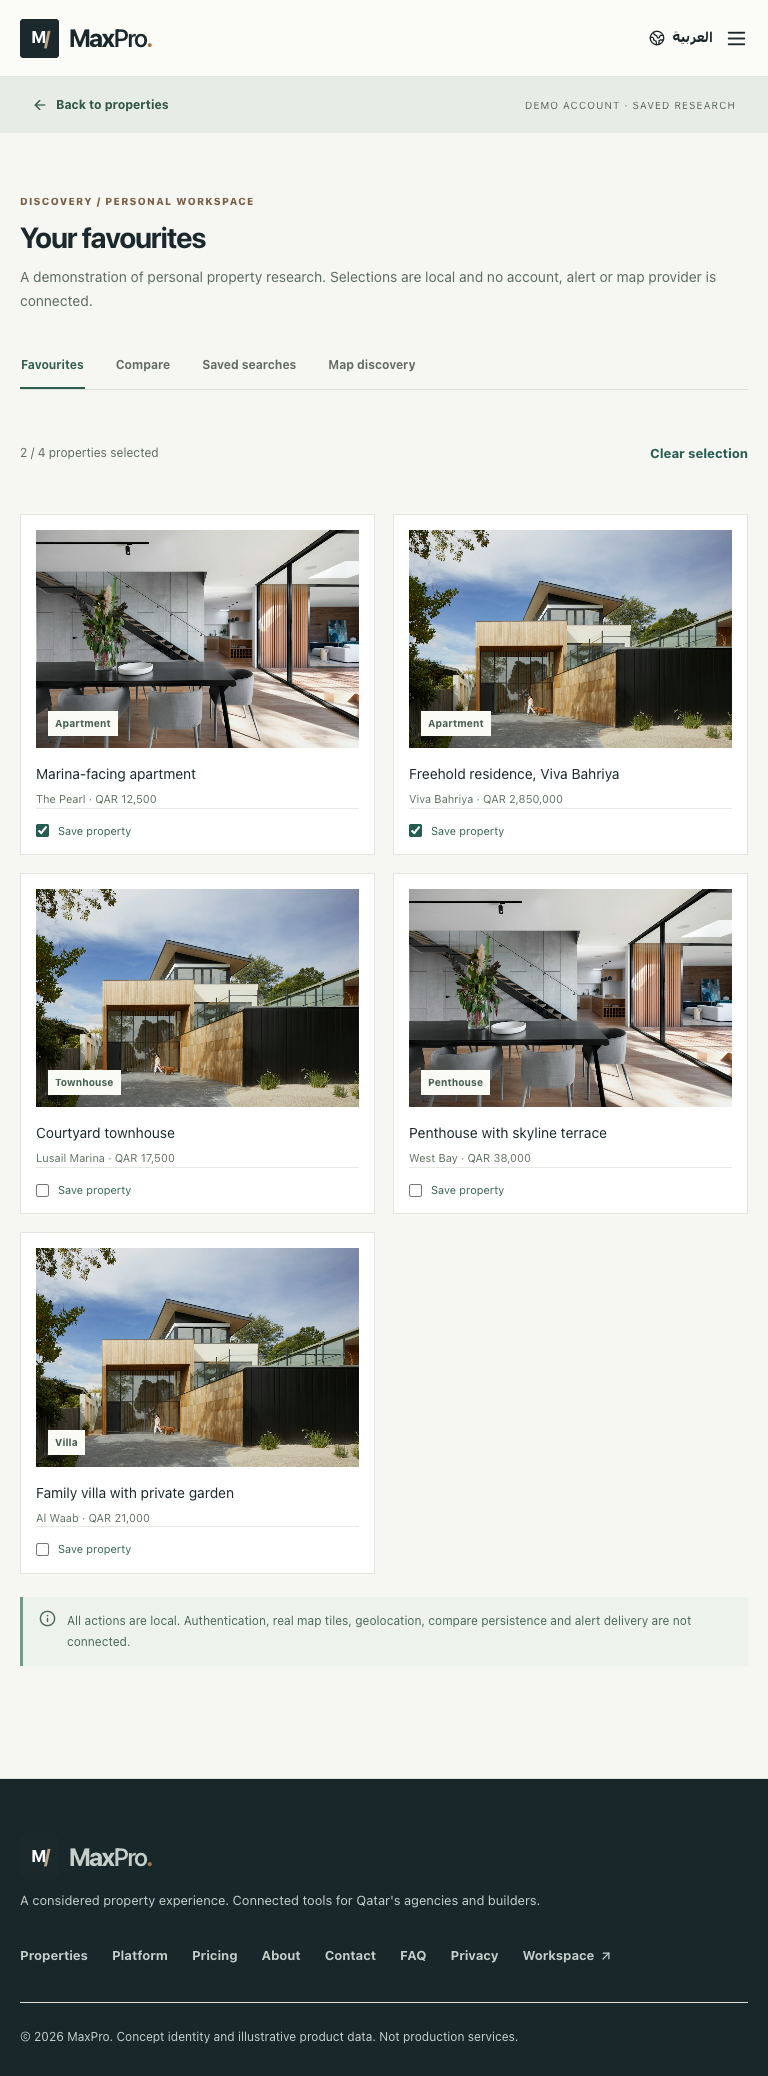 M/ MaxPro.
العربية
Back to properties
DEMO ACCOUNT · SAVED RESEARCH
DISCOVERY / PERSONAL WORKSPACE
Your favourites
A demonstration of personal property research. Selections are local and no account, alert or map provider is
connected.
Favourites Compare Saved searches Map discovery
2 / 4 properties selected
Clear selection
Apartment
Marina-facing apartment
The Pearl · QAR 12,500
Save property
Apartment
Freehold residence, Viva Bahriya
Viva Bahriya · QAR 2,850,000
Save property
Townhouse
Courtyard townhouse
Lusail Marina · QAR 17,500
Save property
Penthouse
Penthouse with skyline terrace
West Bay · QAR 38,000
Save property
Villa
Family villa with private garden
Al Waab · QAR 21,000
Save property
All actions are local. Authentication, real map tiles, geolocation, compare persistence and alert delivery are not
connected.
M/ MaxPro.
A considered property experience. Connected tools for Qatar's agencies and builders.
Properties Platform Pricing About Contact FAQ Privacy Workspace
© 2026 MaxPro. Concept identity and illustrative product data. Not production services.